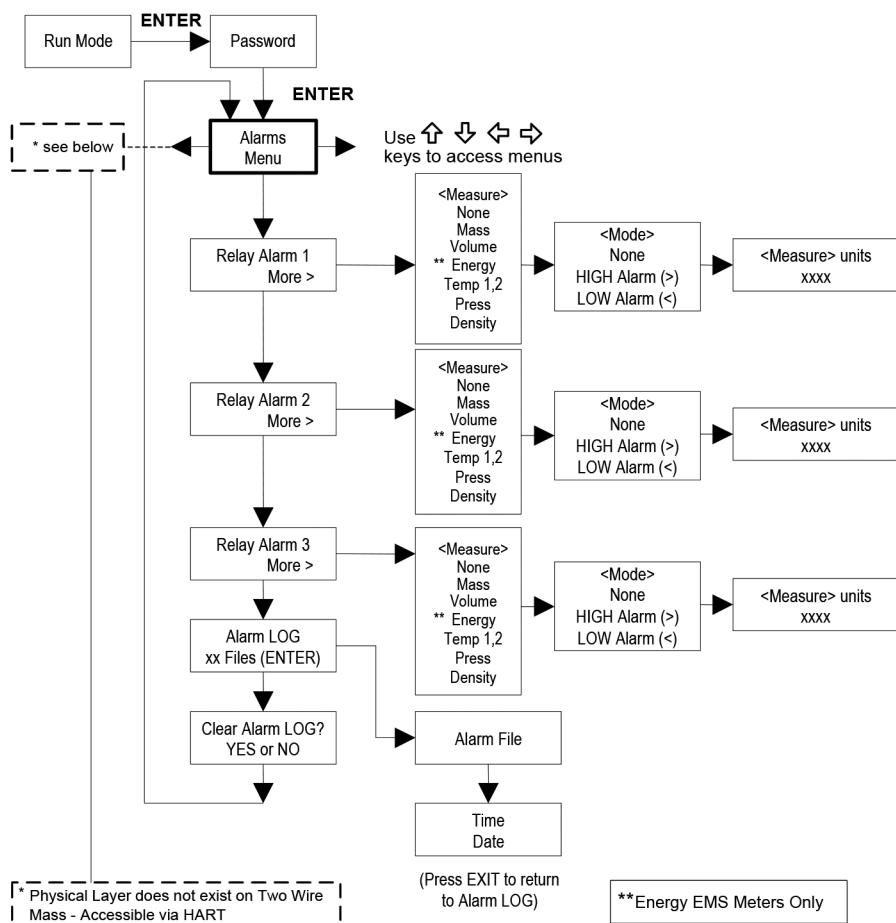 ENTER
Run Mode
Password
ENTER
* see below
Alarms
Menu
Use
keys to access menus
<Measure>
None
Mass
Volume
** Energy
Temp 1,2
Press
Density
<Mode>
None
HIGH Alarm (>)
LOW Alarm (<)
<Measure> units
xxxx
Relay Alarm 1
More >
<Measure>
None
Mass
Volume
** Energy
Temp 1,2
Press
Density
<Mode>
None
HIGH Alarm (>)
LOW Alarm (<)
<Measure> units
xxxx
Relay Alarm 2
More >
<Measure>
None
Mass
Volume
** Energy
Temp 1,2
Press
Density
<Mode>
None
HIGH Alarm (>)
LOW Alarm (<)
<Measure> units
xxxx
Relay Alarm 3
More >
Alarm LOG
xx Files (ENTER)
Clear Alarm LOG?
YES or NO
Alarm File
Time
Date
(Press EXIT to return
to Alarm LOG)
* Physical Layer does not exist on Two Wire
Mass - Accessible via HART
**Energy EMS Meters Only